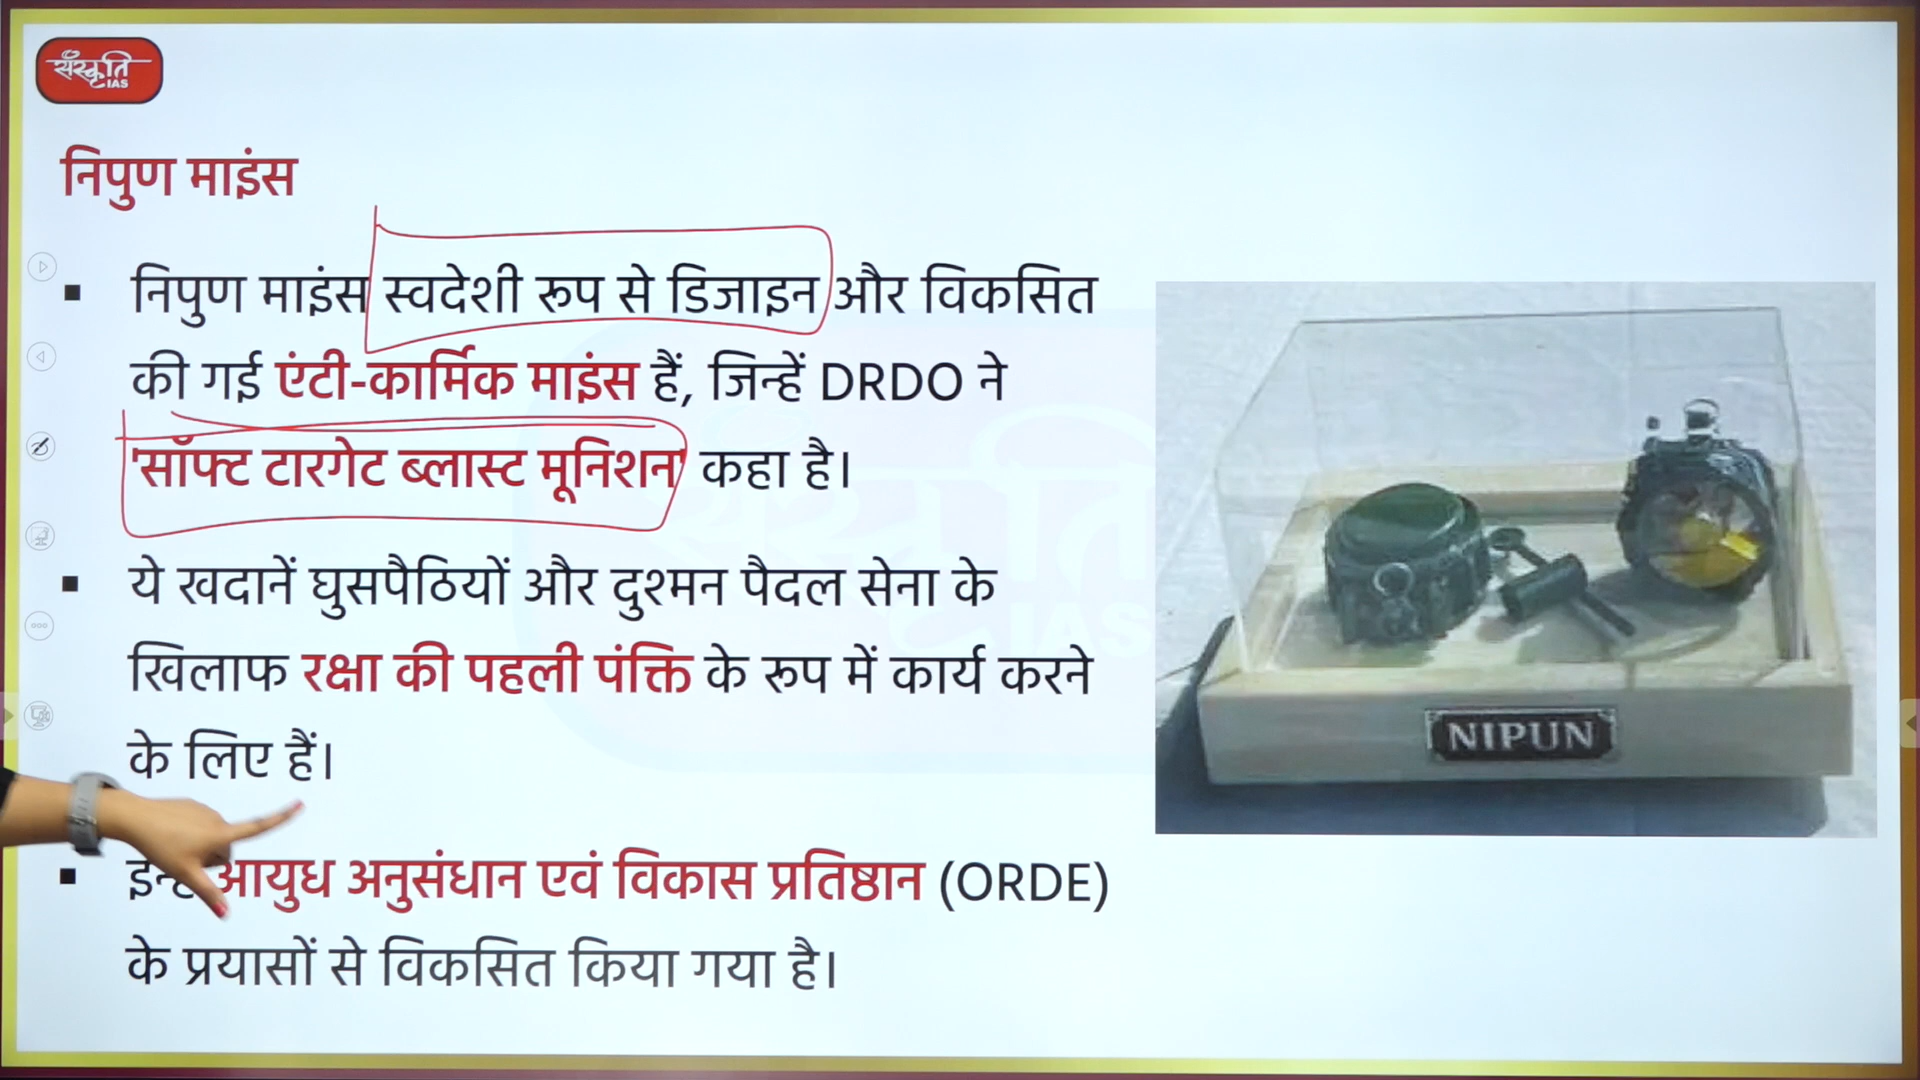 संस्कृति
IAS
निपुण माइंस
▪ निपुण माइंस स्वदेशी रूप से डिजाइन और विकसित
की गई एंटी-कार्मिक माइंस हैं, जिन्हें DRDO ने
'सॉफ्ट टारगेट ब्लास्ट मूनिशन' कहा है।
▪ ये खदानें घुसपैठियों और दुश्मन पैदल सेना के
खिलाफ रक्षा की पहली पंक्ति के रूप में कार्य करने
के लिए हैं।
▪ आयुध अनुसंधान एवं विकास प्रतिष्ठान (ORDE)
के प्रयासों से विकसित किया गया है।
NIPUN